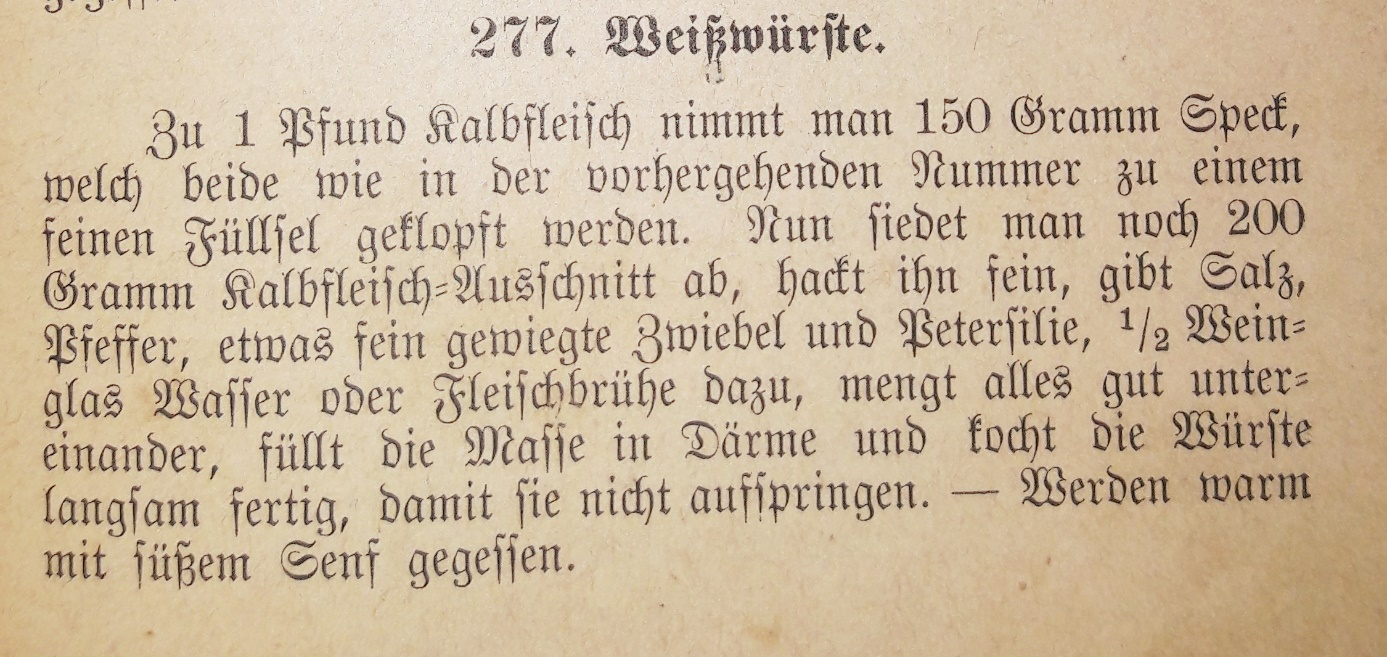 277. Weißwürste.
Zu 1 Pfund Kalbfleisch nimmt man 150 Gramm Speck,
welch beide wie in der vorhergehenden Nummer zu einem
feinen Füllsel geklopft werden. Nun siedet man noch 200
Gramm Kalbfleisch-Ausschnitt ab, hackt ihn fein, gibt Salz,
Pfeffer, etwas fein gewiegte Zwiebel und Petersilie, 1/2 Wein-
glas Wasser oder Fleischbrühe dazu, mengt alles gut unter-
einander, füllt die Masse in Därme und kocht die Würste
langsam fertig, damit sie nicht aufspringen. — Werden warm
mit süßem Senf gegessen.